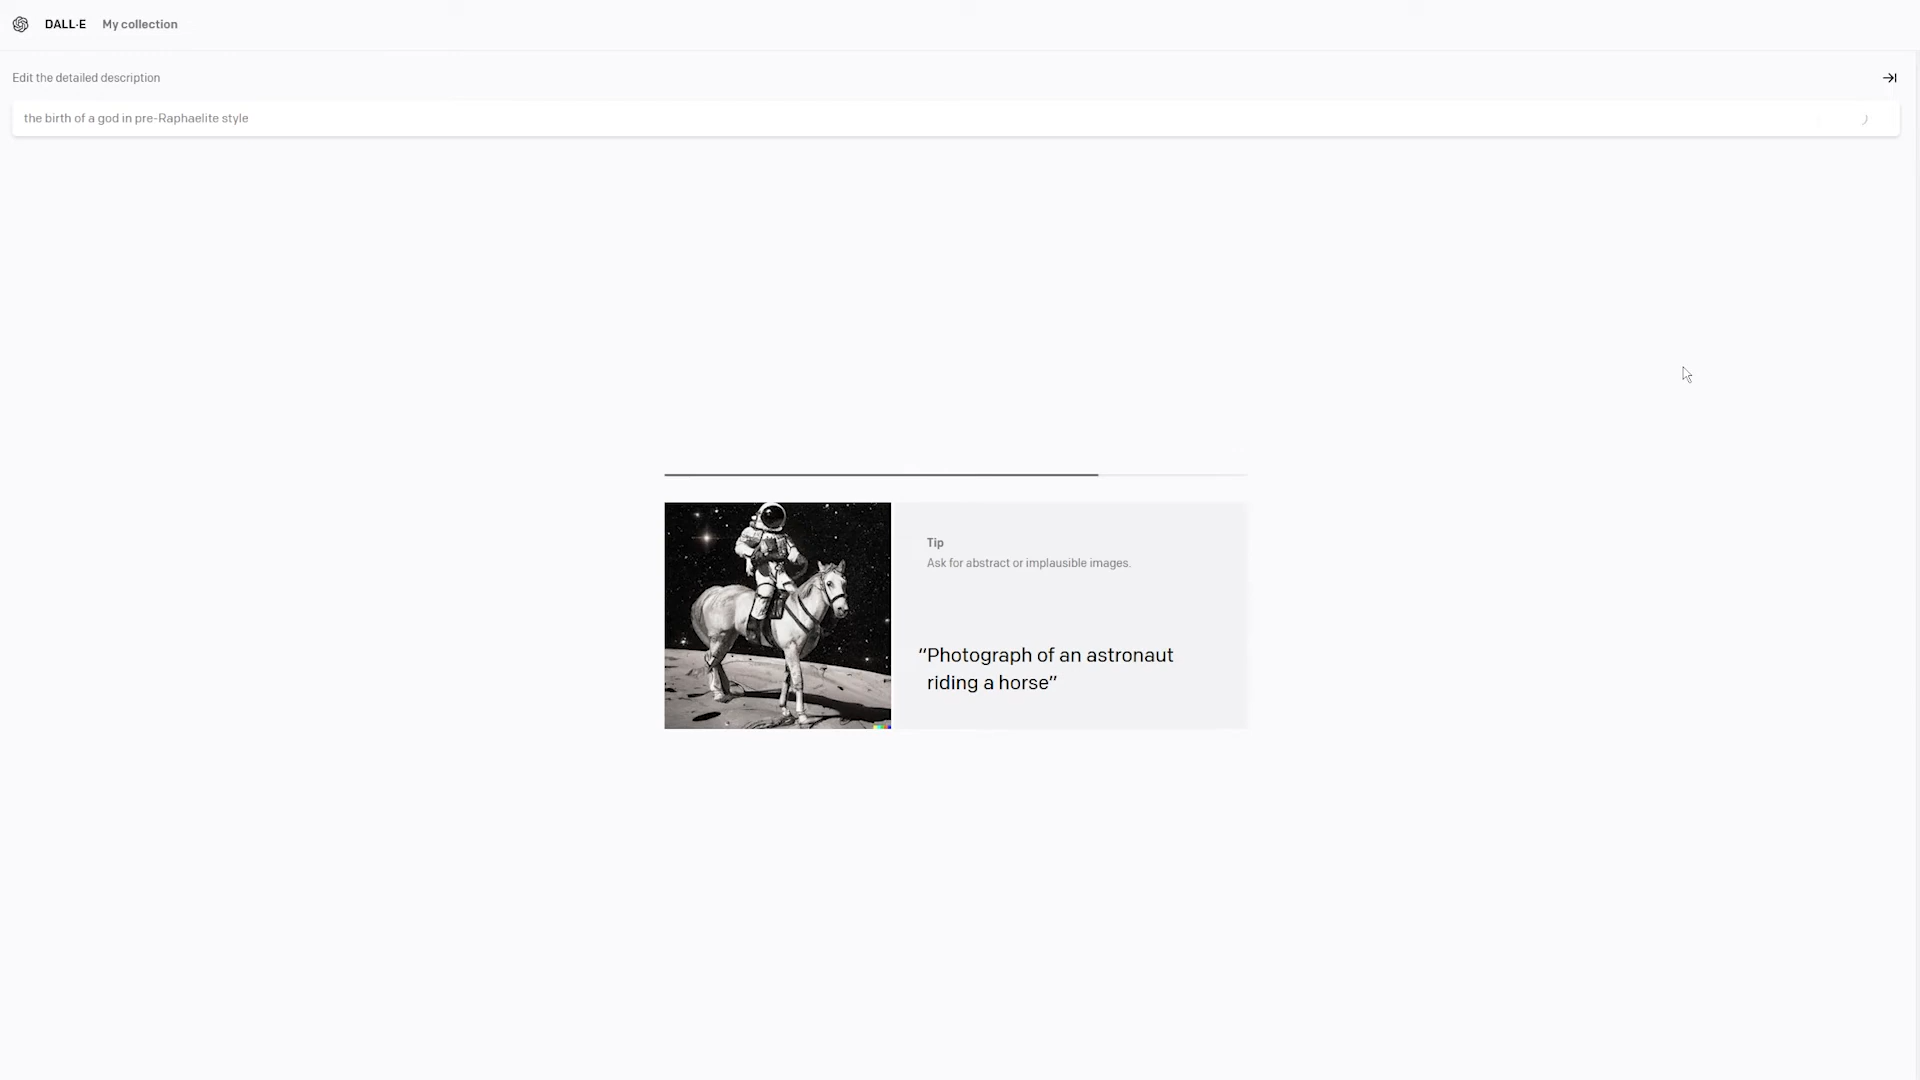 DALL·E My collection
Edit the detailed description
the birth of a god in pre-Raphaelite style
Tip
Ask for abstract or implausible images.
“Photograph of an astronaut
riding a horse”